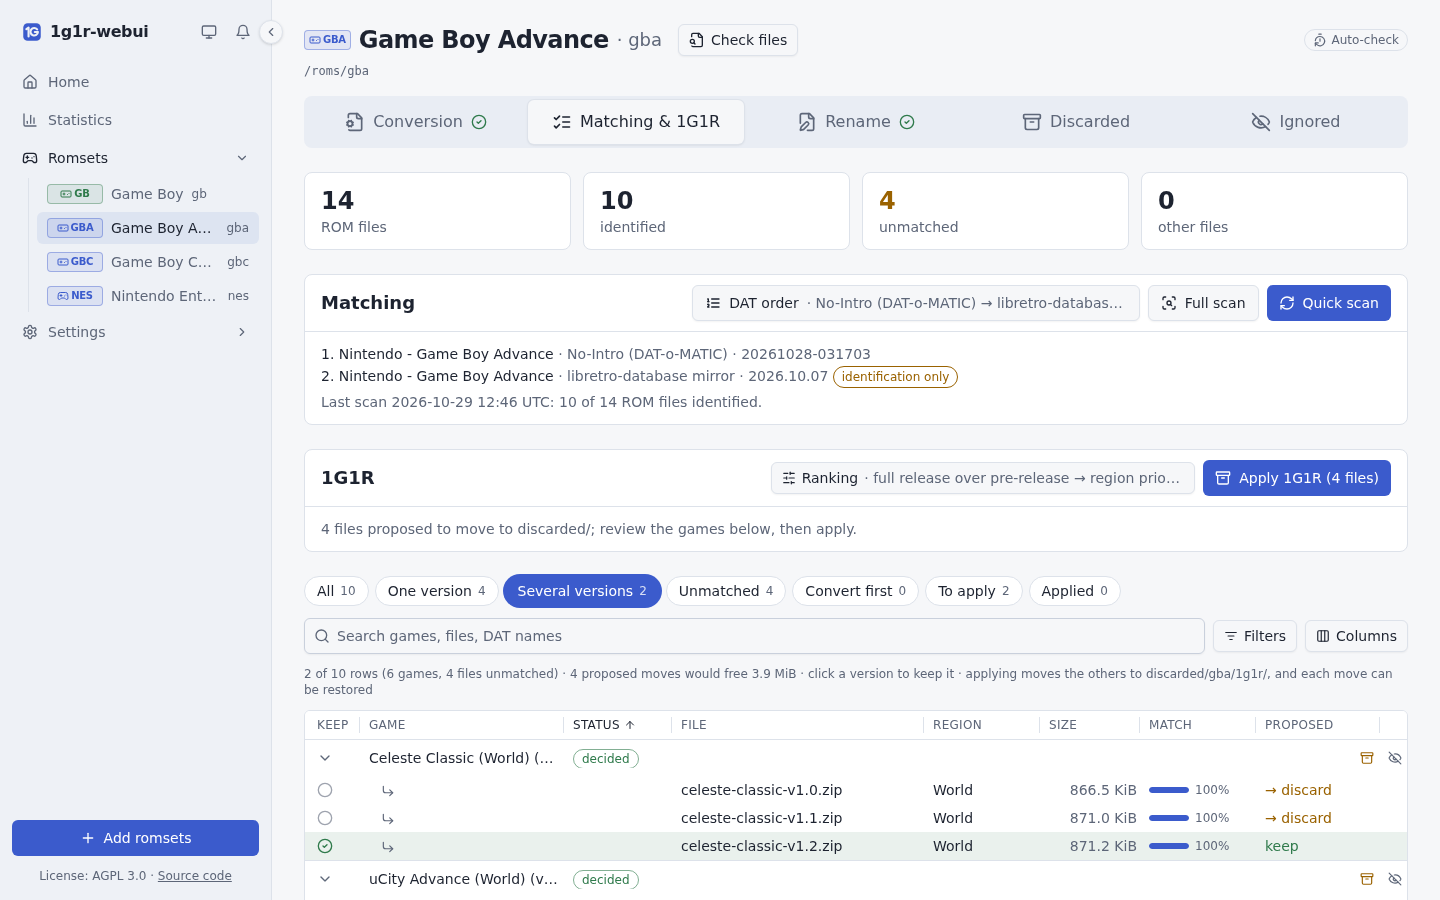 1G 1g1r-webui
Home
Statistics
Romsets
GB Game Boy gb
GBA Game Boy A... gba
GBC Game Boy C... gbc
NES Nintendo Ent... nes
Settings
Add romsets
License: AGPL 3.0 · Source code
GBA Game Boy Advance · gba Check files Auto-check
/roms/gba
Conversion Matching & 1G1R Rename Discarded Ignored
14 10 4 0
ROM files identified unmatched other files
Matching DAT order · No-Intro (DAT-o-MATIC) → libretro-databas... Full scan Quick scan
1. Nintendo - Game Boy Advance · No-Intro (DAT-o-MATIC) · 20261028-031703
2. Nintendo - Game Boy Advance · libretro-database mirror · 2026.10.07 identification only
Last scan 2026-10-29 12:46 UTC: 10 of 14 ROM files identified.
1G1R Ranking · full release over pre-release → region prio... Apply 1G1R (4 files)
4 files proposed to move to discarded/; review the games below, then apply.
All 10 One version 4 Several versions 2 Unmatched 4 Convert first 0 To apply 2 Applied 0
Search games, files, DAT names Filters Columns
2 of 10 rows (6 games, 4 files unmatched) · 4 proposed moves would free 3.9 MiB · click a version to keep it · applying moves the others to discarded/gba/1g1r/, and each move can
be restored
KEEP GAME STATUS ↑ FILE REGION SIZE MATCH PROPOSED
Celeste Classic (World) (... decided
celeste-classic-v1.0.zip World 866.5 KiB 100% → discard
celeste-classic-v1.1.zip World 871.0 KiB 100% → discard
celeste-classic-v1.2.zip World 871.2 KiB 100% keep
uCity Advance (World) (v... decided